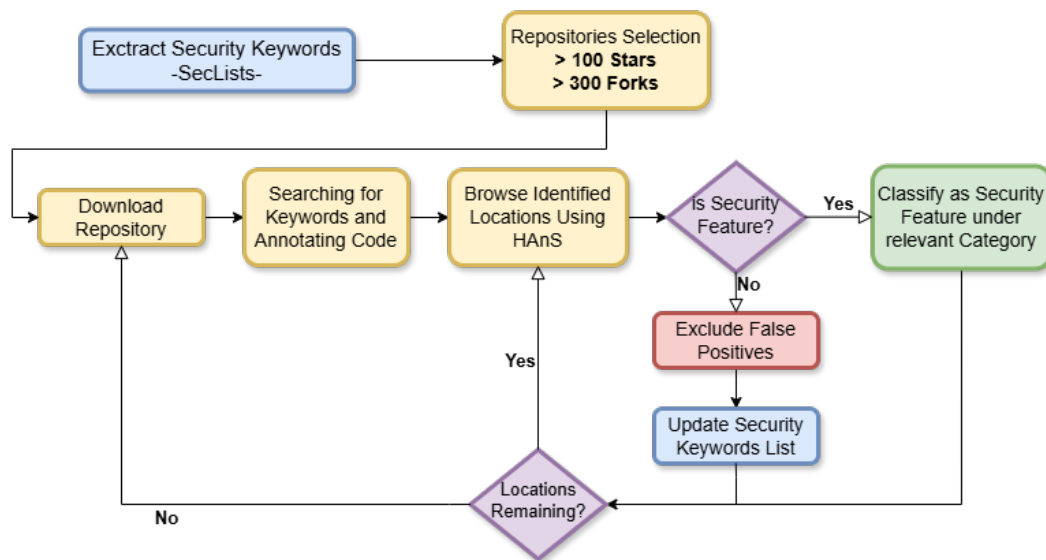 Exctract Security Keywords
-SecLists-
Repositories Selection
> 100 Stars
> 300 Forks
Download
Repository
Searching for
Keywords and
Annotating Code
Browse Identified
Locations Using
HAnS
Is Security
Feature?
Yes
Classify as Security
Feature under
relevant Category
No
Exclude False
Positives
Update Security
Keywords List
Yes
Locations
Remaining?
No